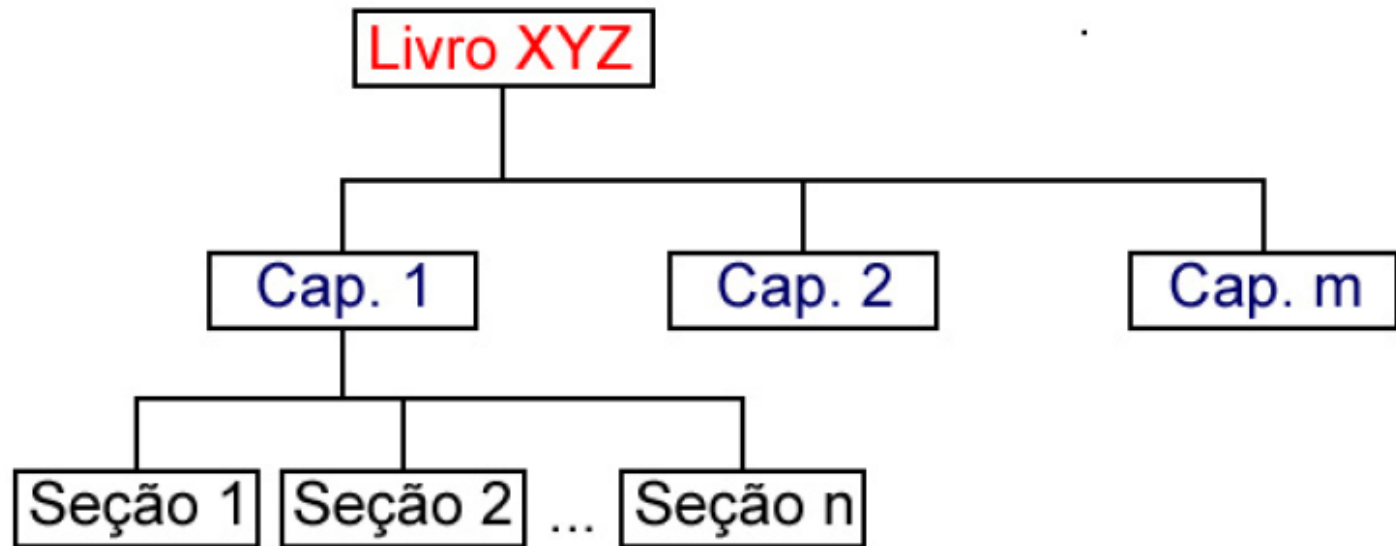 Livro XYZ
Cap. 1 Cap. 2 Cap. m
Seção 1 Seção 2 ... Seção n